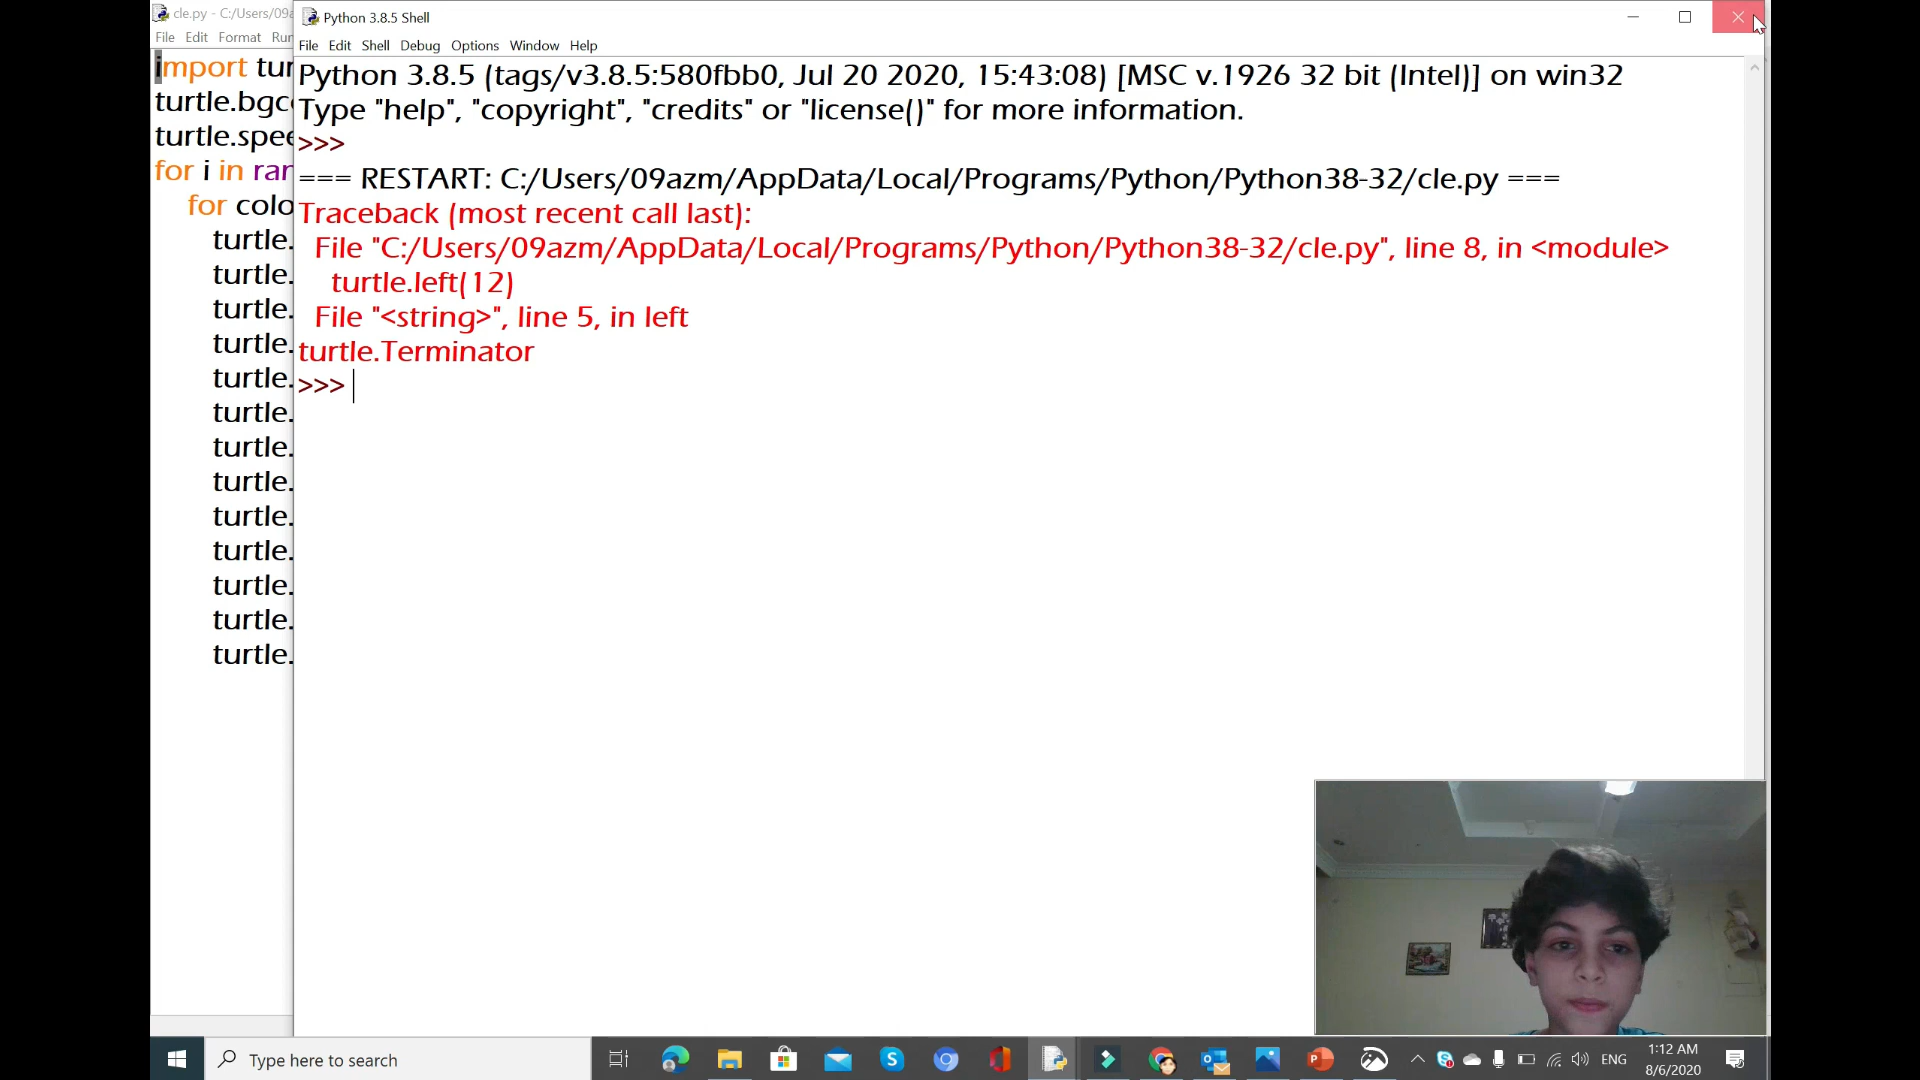 cle.py - C:/Users/09a
File Edit Format Run
import tur
turtle.bgc
turtle.spee
for i in ran
for colo
turtle.
turtle.
turtle.
turtle.
turtle.
turtle.
turtle.
turtle.
turtle.
turtle.
turtle.
turtle.
turtle.
Python 3.8.5 Shell
File Edit Shell Debug Options Window Help
Python 3.8.5 (tags/v3.8.5:580fbb0, Jul 20 2020, 15:43:08) [MSC v.1926 32 bit (Intel)] on win32
Type "help", "copyright", "credits" or "license()" for more information.
>>>
=== RESTART: C:/Users/09azm/AppData/Local/Programs/Python/Python38-32/cle.py ===
Traceback (most recent call last):
File "C:/Users/09azm/AppData/Local/Programs/Python/Python38-32/cle.py", line 8, in <module>
turtle.left(12)
File "<string>", line 5, in left
turtle.Terminator
>>>
Type here to search
ENG
1:12 AM
8/6/2020